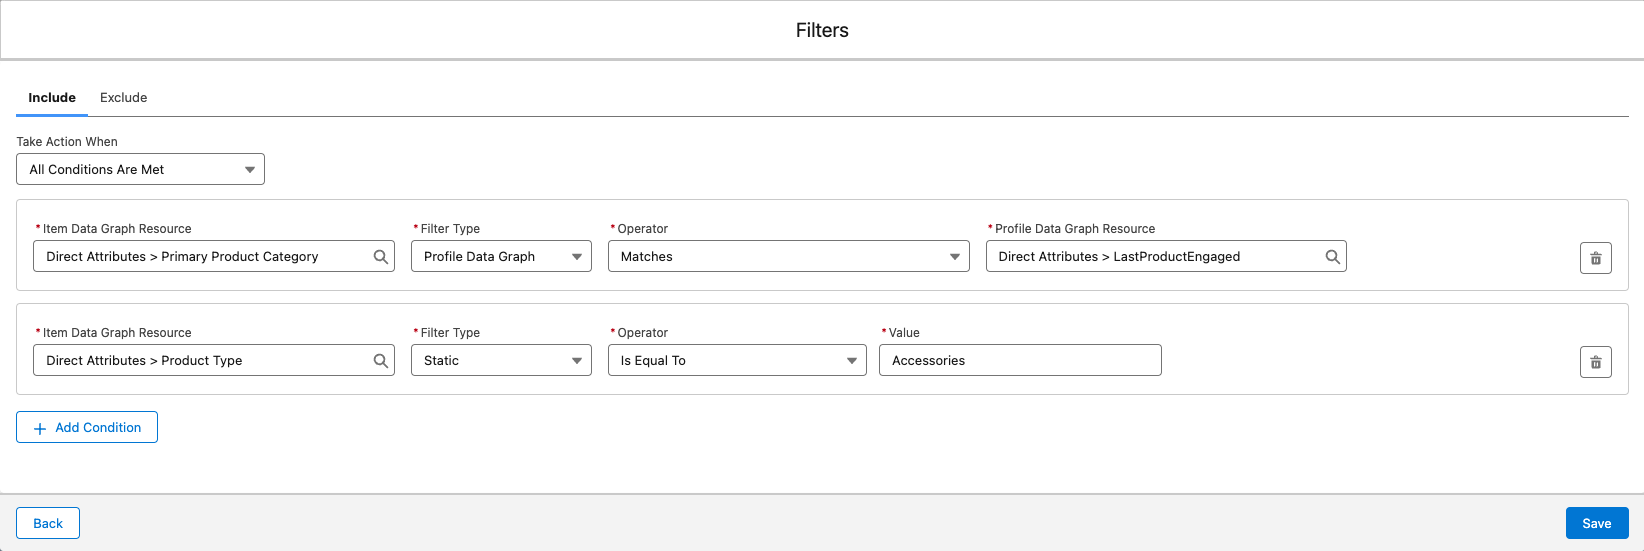 Filters
Include Exclude
Take Action When
All Conditions Are Met
* Item Data Graph Resource * Filter Type * Operator * Profile Data Graph Resource
Direct Attributes > Primary Product Category Profile Data Graph Matches Direct Attributes > LastProductEngaged
* Item Data Graph Resource * Filter Type * Operator * Value
Direct Attributes > Product Type Static Is Equal To Accessories
+ Add Condition
Back Save